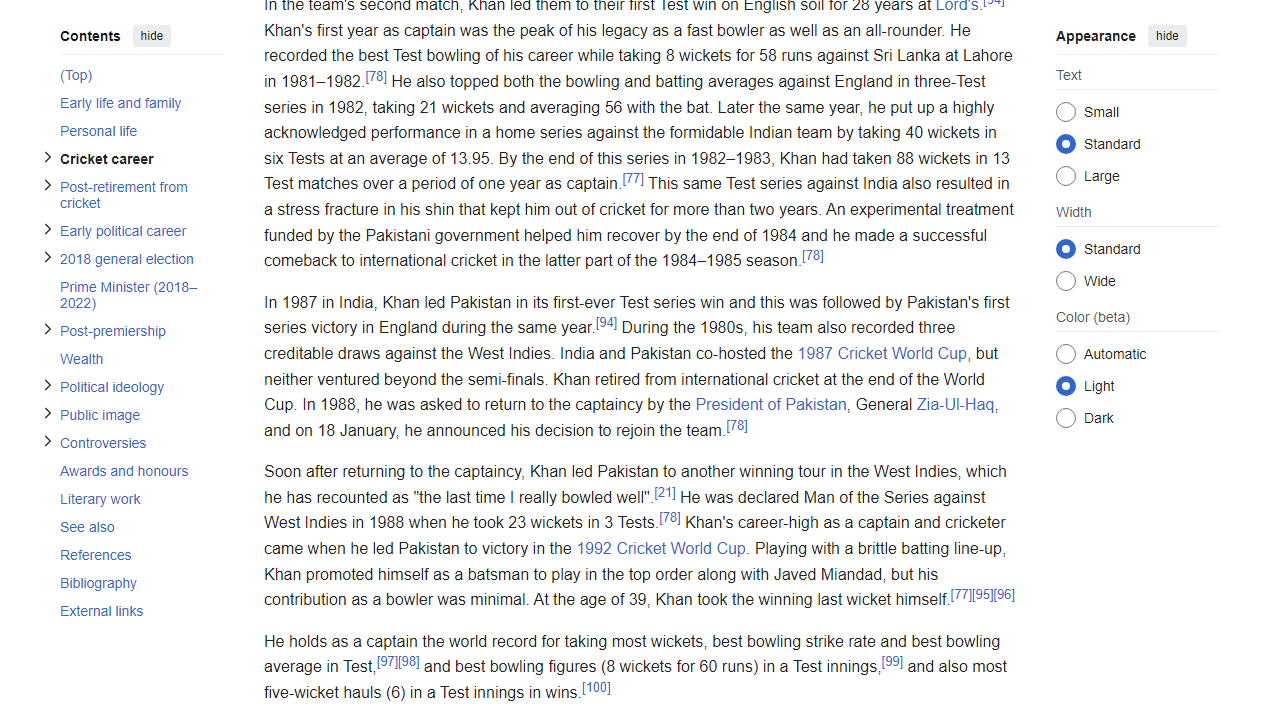 Contents hide
(Top)
Early life and family
Personal life
Cricket career
Post-retirement from
cricket
Early political career
2018 general election
Prime Minister (2018–
2022)
Post-premiership
Wealth
Political ideology
Public image
Controversies
Awards and honours
Literary work
See also
References
Bibliography
External links
In the team's second match, Khan led them to their first Test win on English soil for 28 years at Lord's.[94]
Khan's first year as captain was the peak of his legacy as a fast bowler as well as an all-rounder. He
recorded the best Test bowling of his career while taking 8 wickets for 58 runs against Sri Lanka at Lahore
in 1981–1982.[78] He also topped both the bowling and batting averages against England in three-Test
series in 1982, taking 21 wickets and averaging 56 with the bat. Later the same year, he put up a highly
acknowledged performance in a home series against the formidable Indian team by taking 40 wickets in
six Tests at an average of 13.95. By the end of this series in 1982–1983, Khan had taken 88 wickets in 13
Test matches over a period of one year as captain.[77] This same Test series against India also resulted in
a stress fracture in his shin that kept him out of cricket for more than two years. An experimental treatment
funded by the Pakistani government helped him recover by the end of 1984 and he made a successful
comeback to international cricket in the latter part of the 1984–1985 season.[78]
In 1987 in India, Khan led Pakistan in its first-ever Test series win and this was followed by Pakistan's first
series victory in England during the same year.[94] During the 1980s, his team also recorded three
creditable draws against the West Indies. India and Pakistan co-hosted the 1987 Cricket World Cup, but
neither ventured beyond the semi-finals. Khan retired from international cricket at the end of the World
Cup. In 1988, he was asked to return to the captaincy by the President of Pakistan, General Zia-Ul-Haq,
and on 18 January, he announced his decision to rejoin the team.[78]
Soon after returning to the captaincy, Khan led Pakistan to another winning tour in the West Indies, which
he has recounted as "the last time I really bowled well".[21] He was declared Man of the Series against
West Indies in 1988 when he took 23 wickets in 3 Tests.[78] Khan's career-high as a captain and cricketer
came when he led Pakistan to victory in the 1992 Cricket World Cup. Playing with a brittle batting line-up,
Khan promoted himself as a batsman to play in the top order along with Javed Miandad, but his
contribution as a bowler was minimal. At the age of 39, Khan took the winning last wicket himself.[77][95][96]
He holds as a captain the world record for taking most wickets, best bowling strike rate and best bowling
average in Test,[97][98] and best bowling figures (8 wickets for 60 runs) in a Test innings,[99] and also most
five-wicket hauls (6) in a Test innings in wins.[100]
Appearance hide
Text
Small
Standard
Large
Width
Standard
Wide
Color (beta)
Automatic
Light
Dark